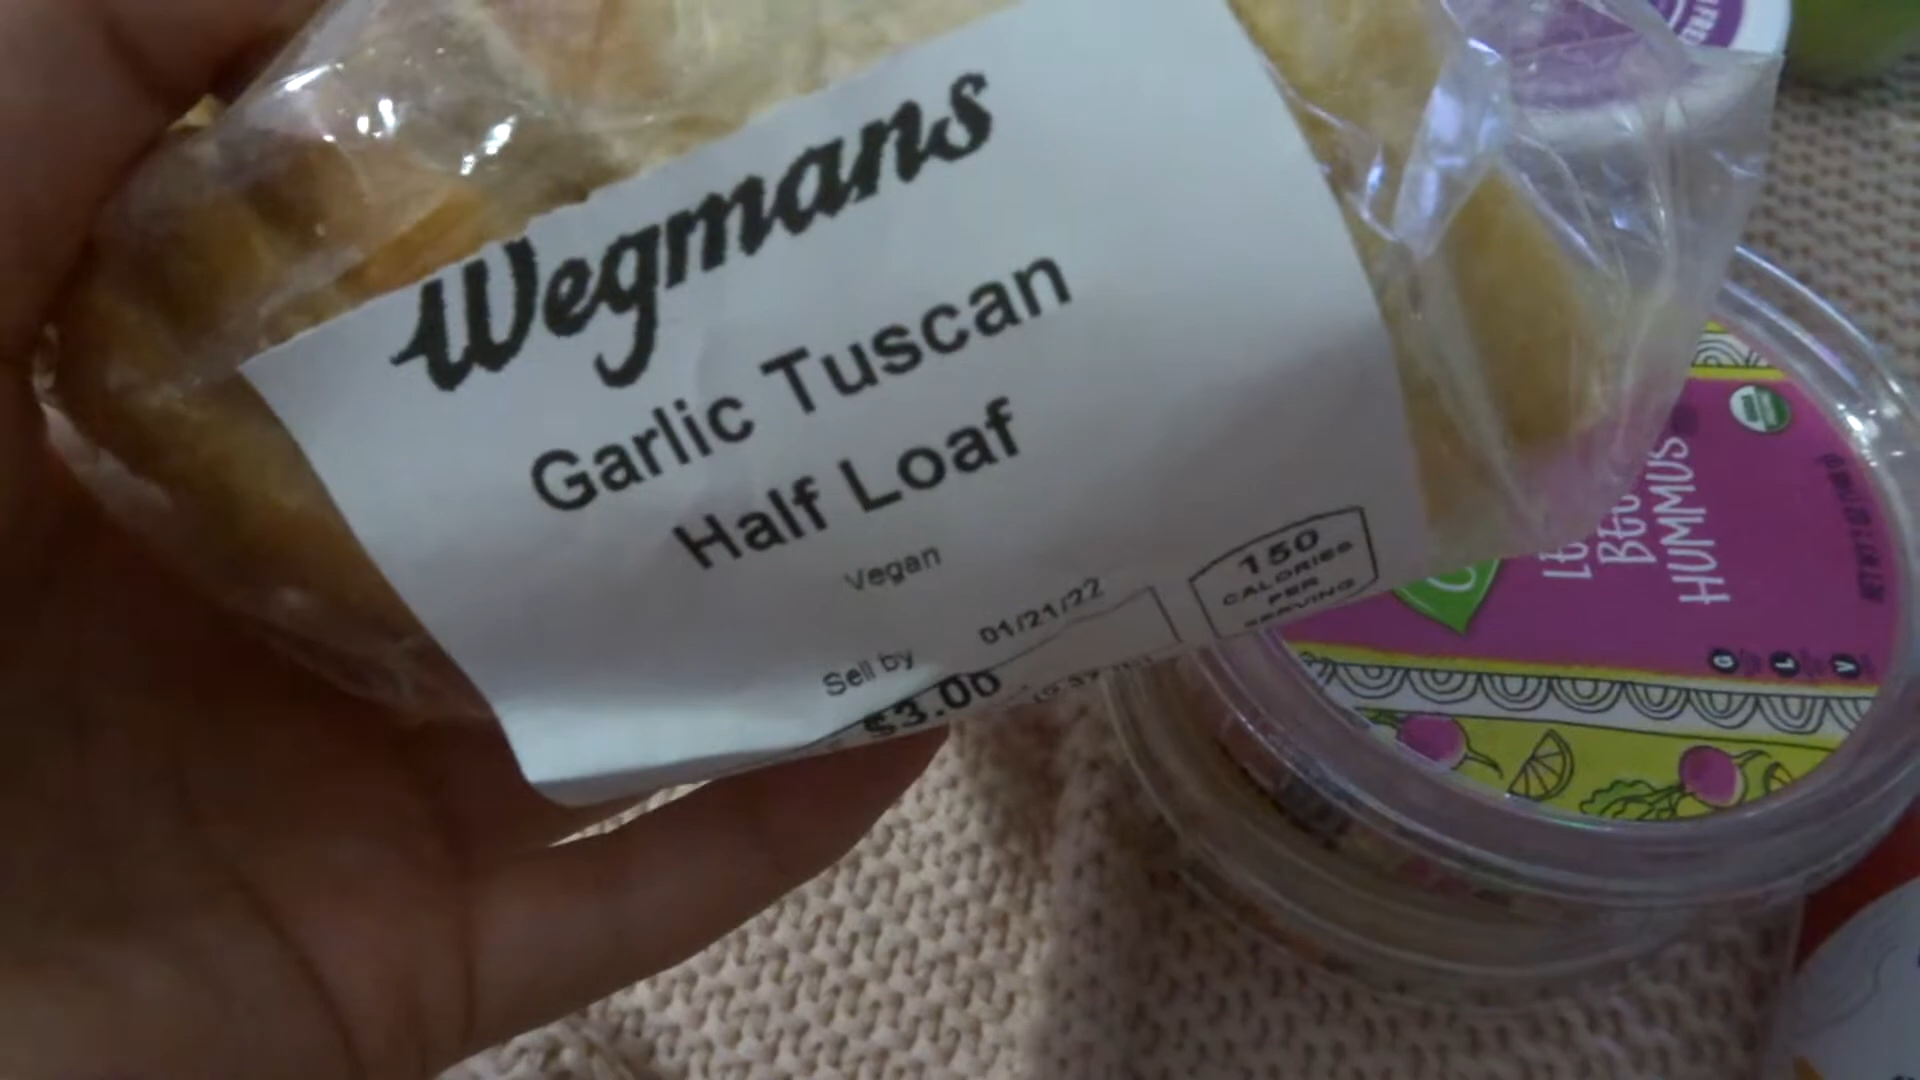 Wegmans
Garlic Tuscan
Half Loaf
Vegan
Sell by 01/21/22
$3.00
150
CALORIES
PER
SERVING
HUMMUS
G L V